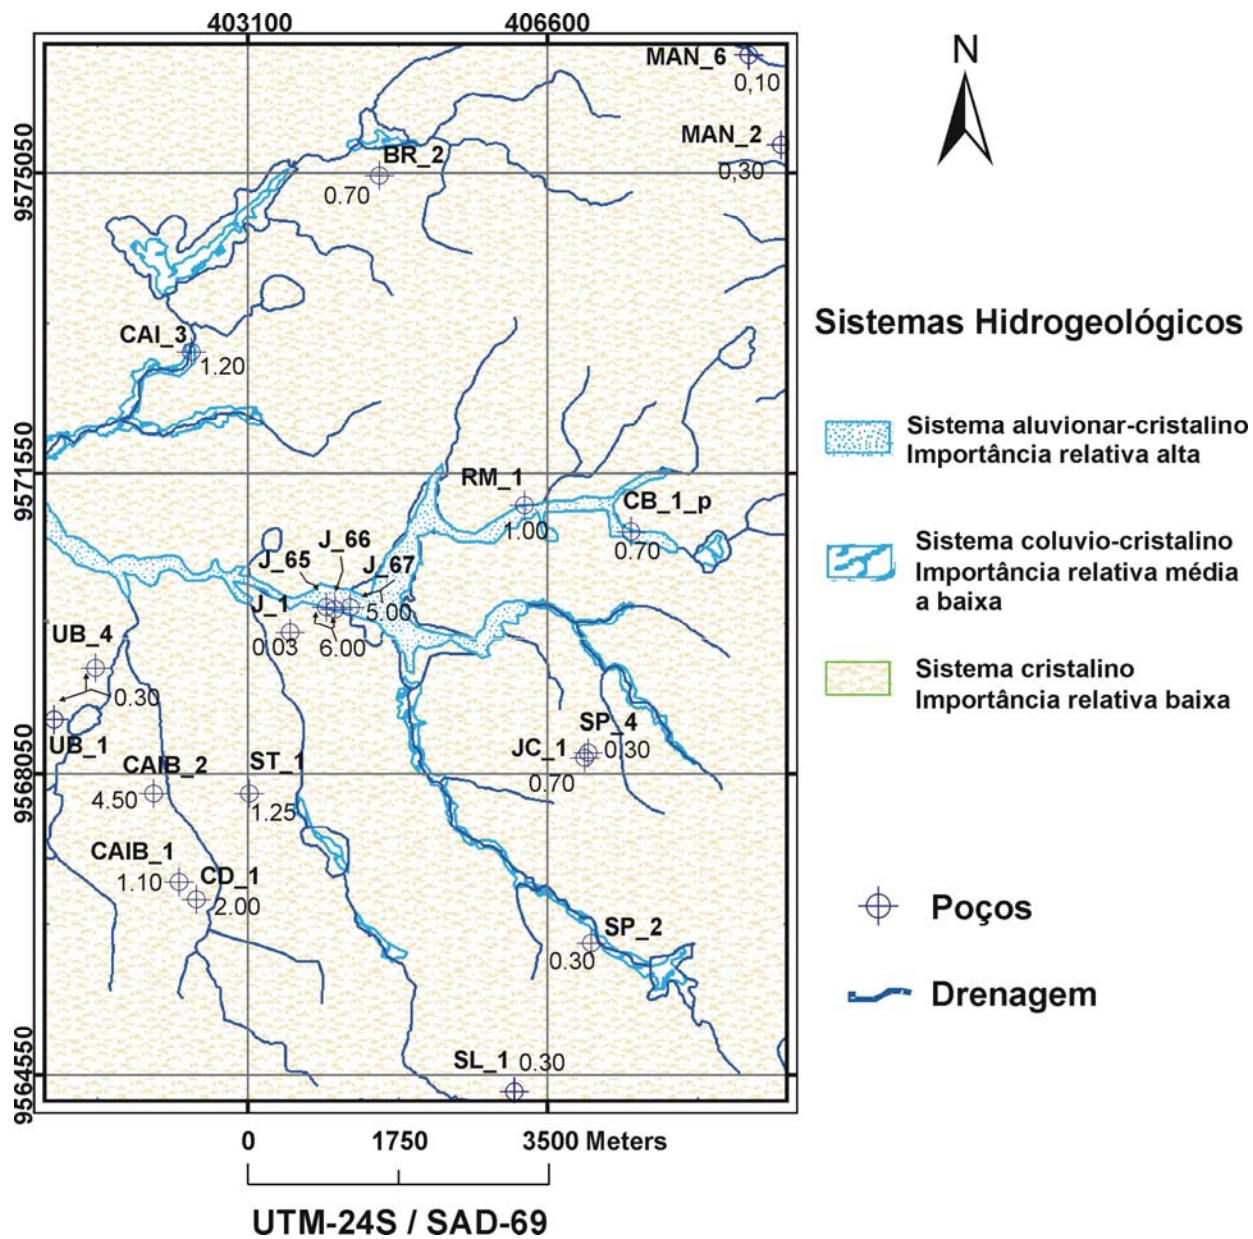 403100
406600
MAN_6
0,10
N
MAN_2
0,30
BR_2
0.70
9575050
CAI_3
1.20
9571550
RM_1
1.00
CB_1_p
0.70
J_66
J_65
J_67
5.00
J_1
0.03
6.00
UB_4
0.30
UB_1
SP_4
0.30
JC_1
0.70
9568050
CAIB_2
4.50
ST_1
1.25
CAIB_1
1.10
CD_1
2.00
SP_2
0.30
SL_1
0.30
9564550
0
1750
3500 Meters
UTM-24S / SAD-69
Sistemas Hidrogeológicos
Sistema aluvionar-cristalino
Importância relativa alta
Sistema coluvio-cristalino
Importância relativa média
a baixa
Sistema cristalino
Importância relativa baixa
Poços
Drenagem